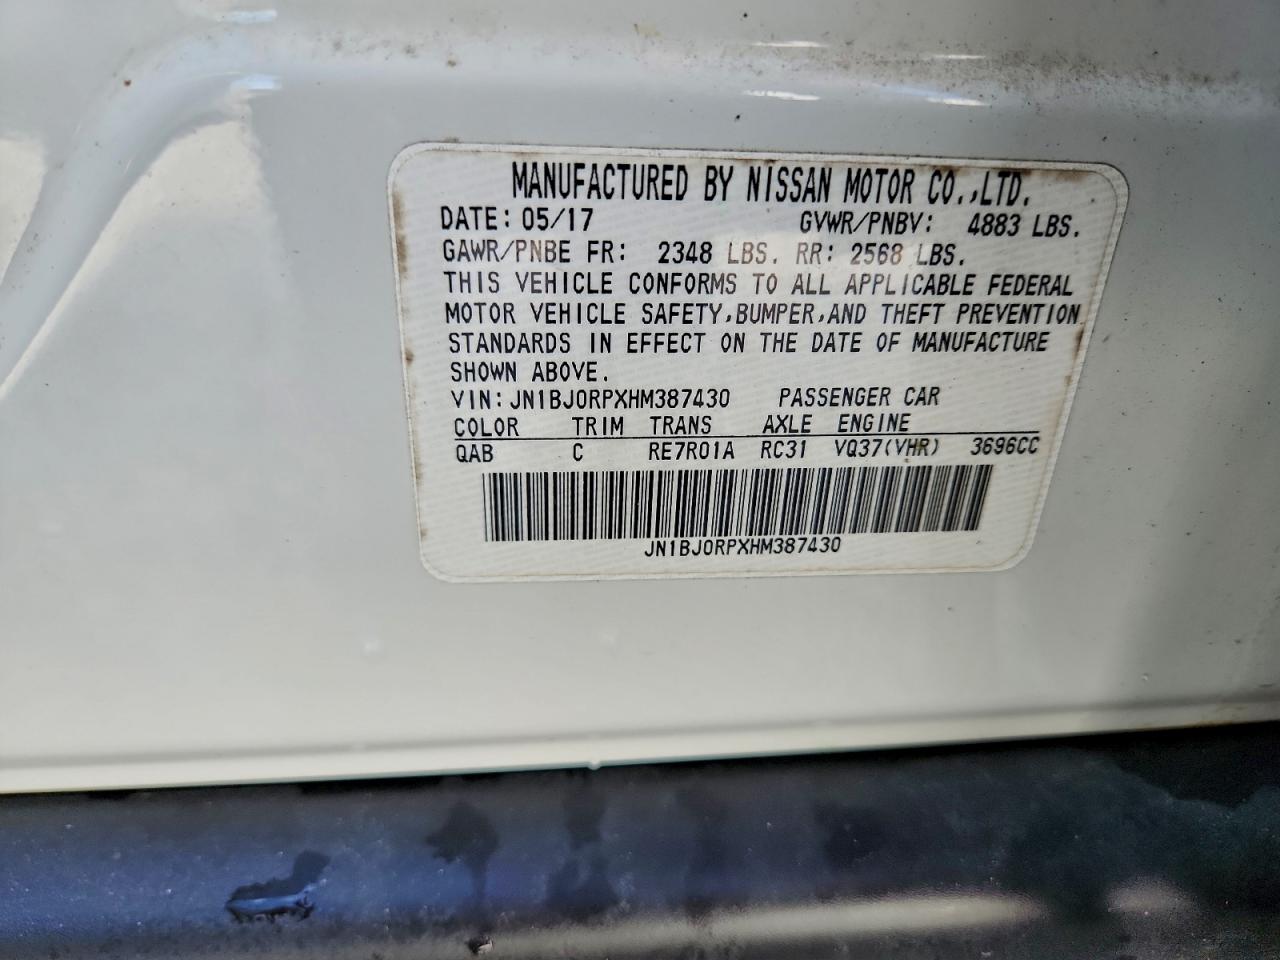 MANUFACTURED BY NISSAN MOTOR CO.,LTD.
DATE: 05/17 GVWR/PNBV: 4883 LBS.
GAWR/PNBE FR: 2348 LBS. RR: 2568 LBS.
THIS VEHICLE CONFORMS TO ALL APPLICABLE FEDERAL
MOTOR VEHICLE SAFETY,BUMPER,AND THEFT PREVENTION
STANDARDS IN EFFECT ON THE DATE OF MANUFACTURE
SHOWN ABOVE.
VIN: JN1BJ0RPXHM387430 PASSENGER CAR
COLOR TRIM TRANS AXLE ENGINE
QAB C RE7R01A RC31 VQ37(VHR) 3696CC
JN1BJ0RPXHM387430